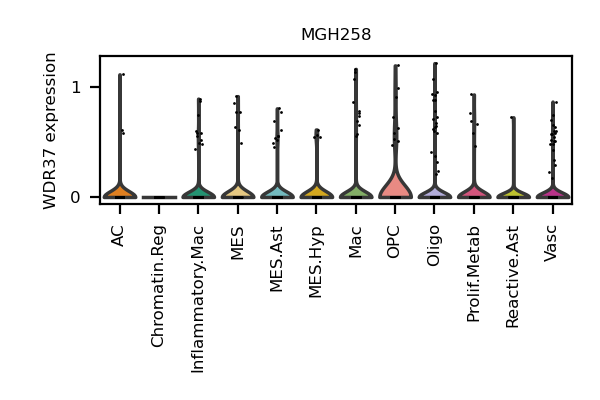 MGH258
WDR37 expression
1
0
AC
Chromatin.Reg
Inflammatory.Mac
MES
MES.Ast
MES.Hyp
Mac
OPC
Oligo
Prolif.Metab
Reactive.Ast
Vasc